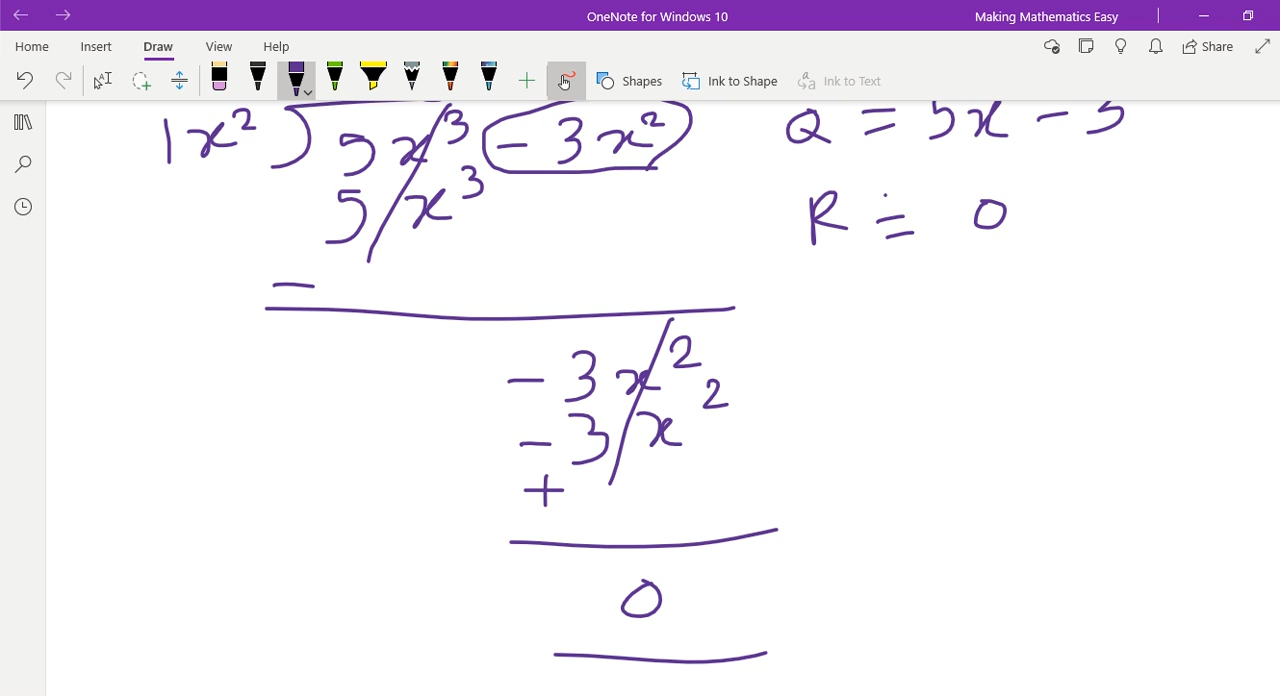 OneNote for Windows 10
Making Mathematics Easy
Home Insert Draw View Help
Share
Shapes Ink to Shape Ink to Text
1x² ) 5x³ - 3x²
Q = 5x - 3
5x³
R = 0
-
- 3x²
- 3x²
+
0